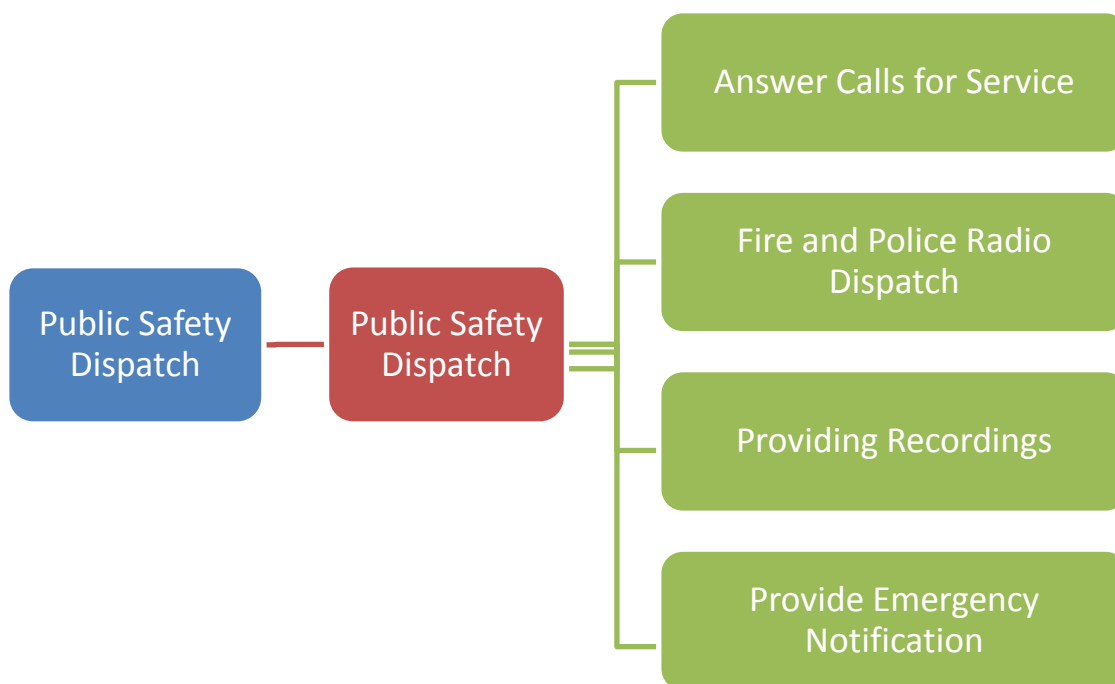 Public Safety
Dispatch
Public Safety
Dispatch
Answer Calls for Service
Fire and Police Radio
Dispatch
Providing Recordings
Provide Emergency
Notification